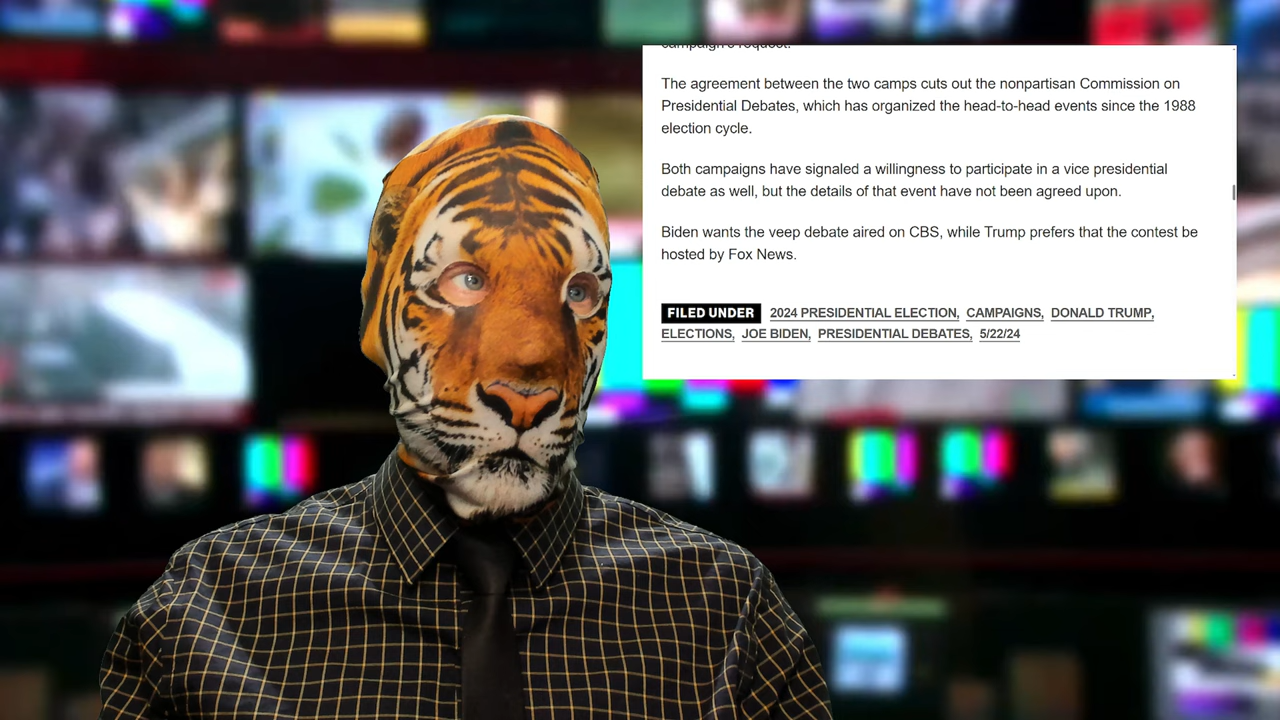 campaign's request.
The agreement between the two camps cuts out the nonpartisan Commission on
Presidential Debates, which has organized the head-to-head events since the 1988
election cycle.
Both campaigns have signaled a willingness to participate in a vice presidential
debate as well, but the details of that event have not been agreed upon.
Biden wants the veep debate aired on CBS, while Trump prefers that the contest be
hosted by Fox News.
FILED UNDER 2024 PRESIDENTIAL ELECTION, CAMPAIGNS, DONALD TRUMP,
ELECTIONS, JOE BIDEN, PRESIDENTIAL DEBATES, 5/22/24